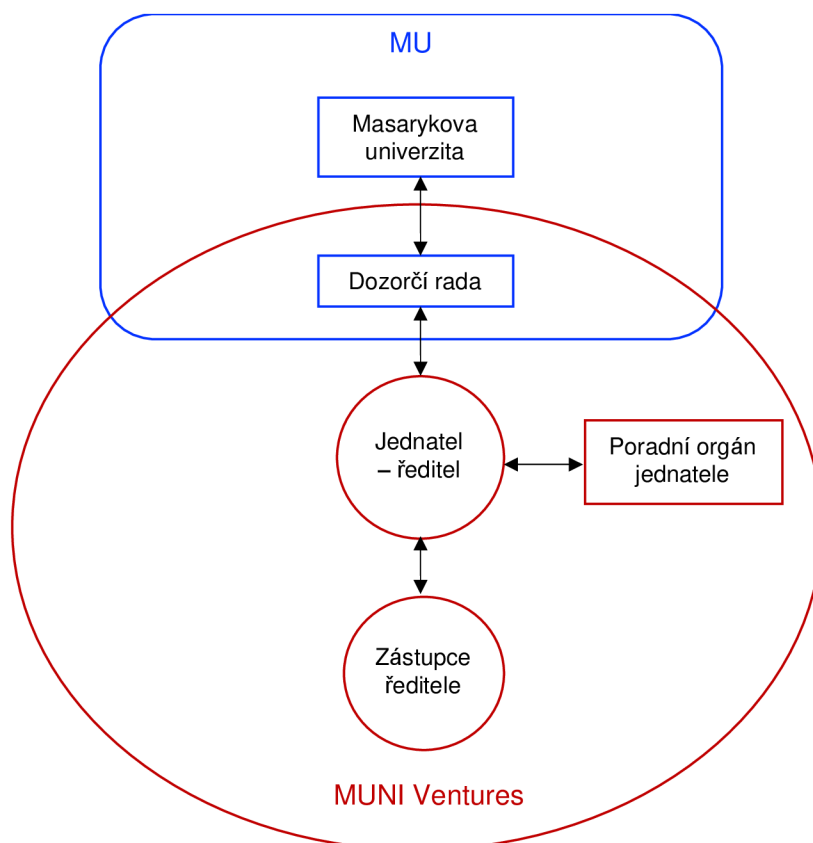 MU
Masarykova
univerzita
Dozorčí rada
Jednatel
– ředitel
Poradní orgán
jednatele
Zástupce
ředitele
MUNI Ventures